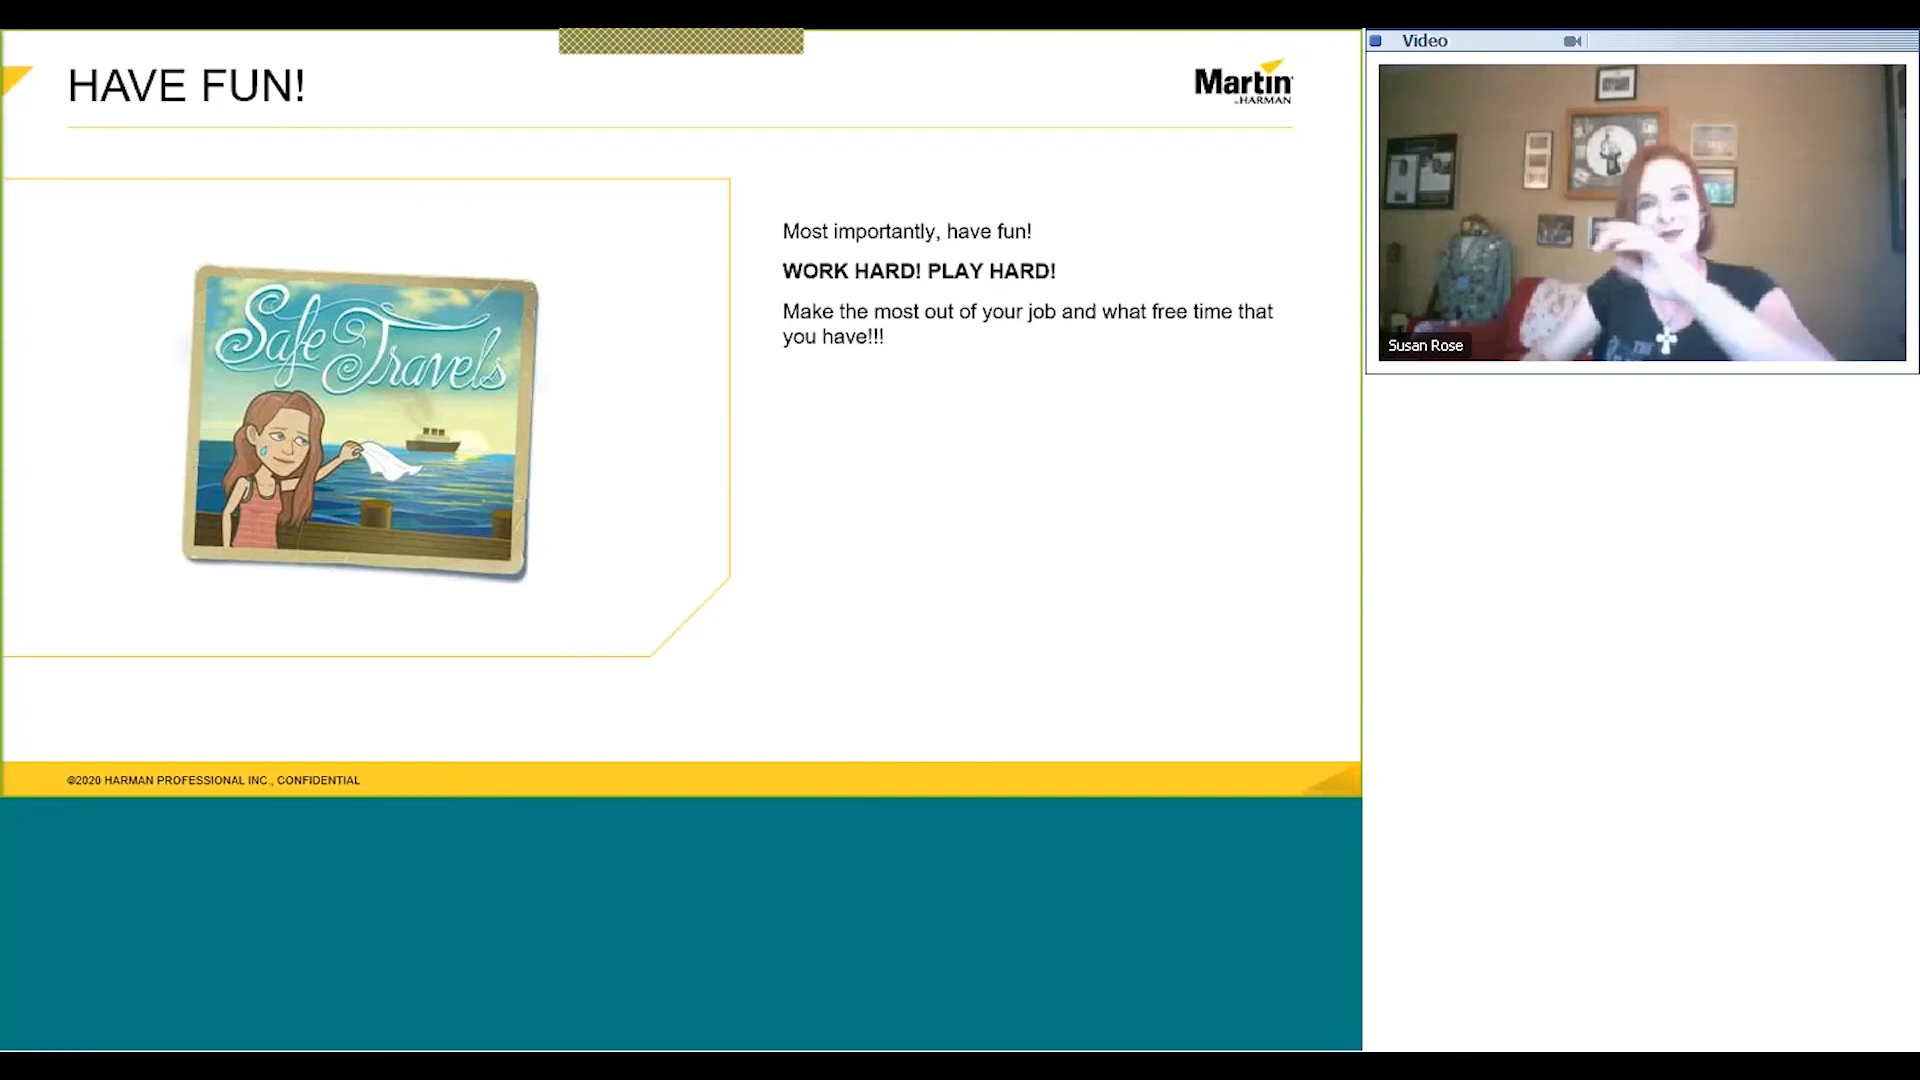 HAVE FUN!
Martin
by HARMAN
Most importantly, have fun!
WORK HARD! PLAY HARD!
Make the most out of your job and what free time that
you have!!!
Safe Travels
©2020 HARMAN PROFESSIONAL INC., CONFIDENTIAL
Video
Susan Rose